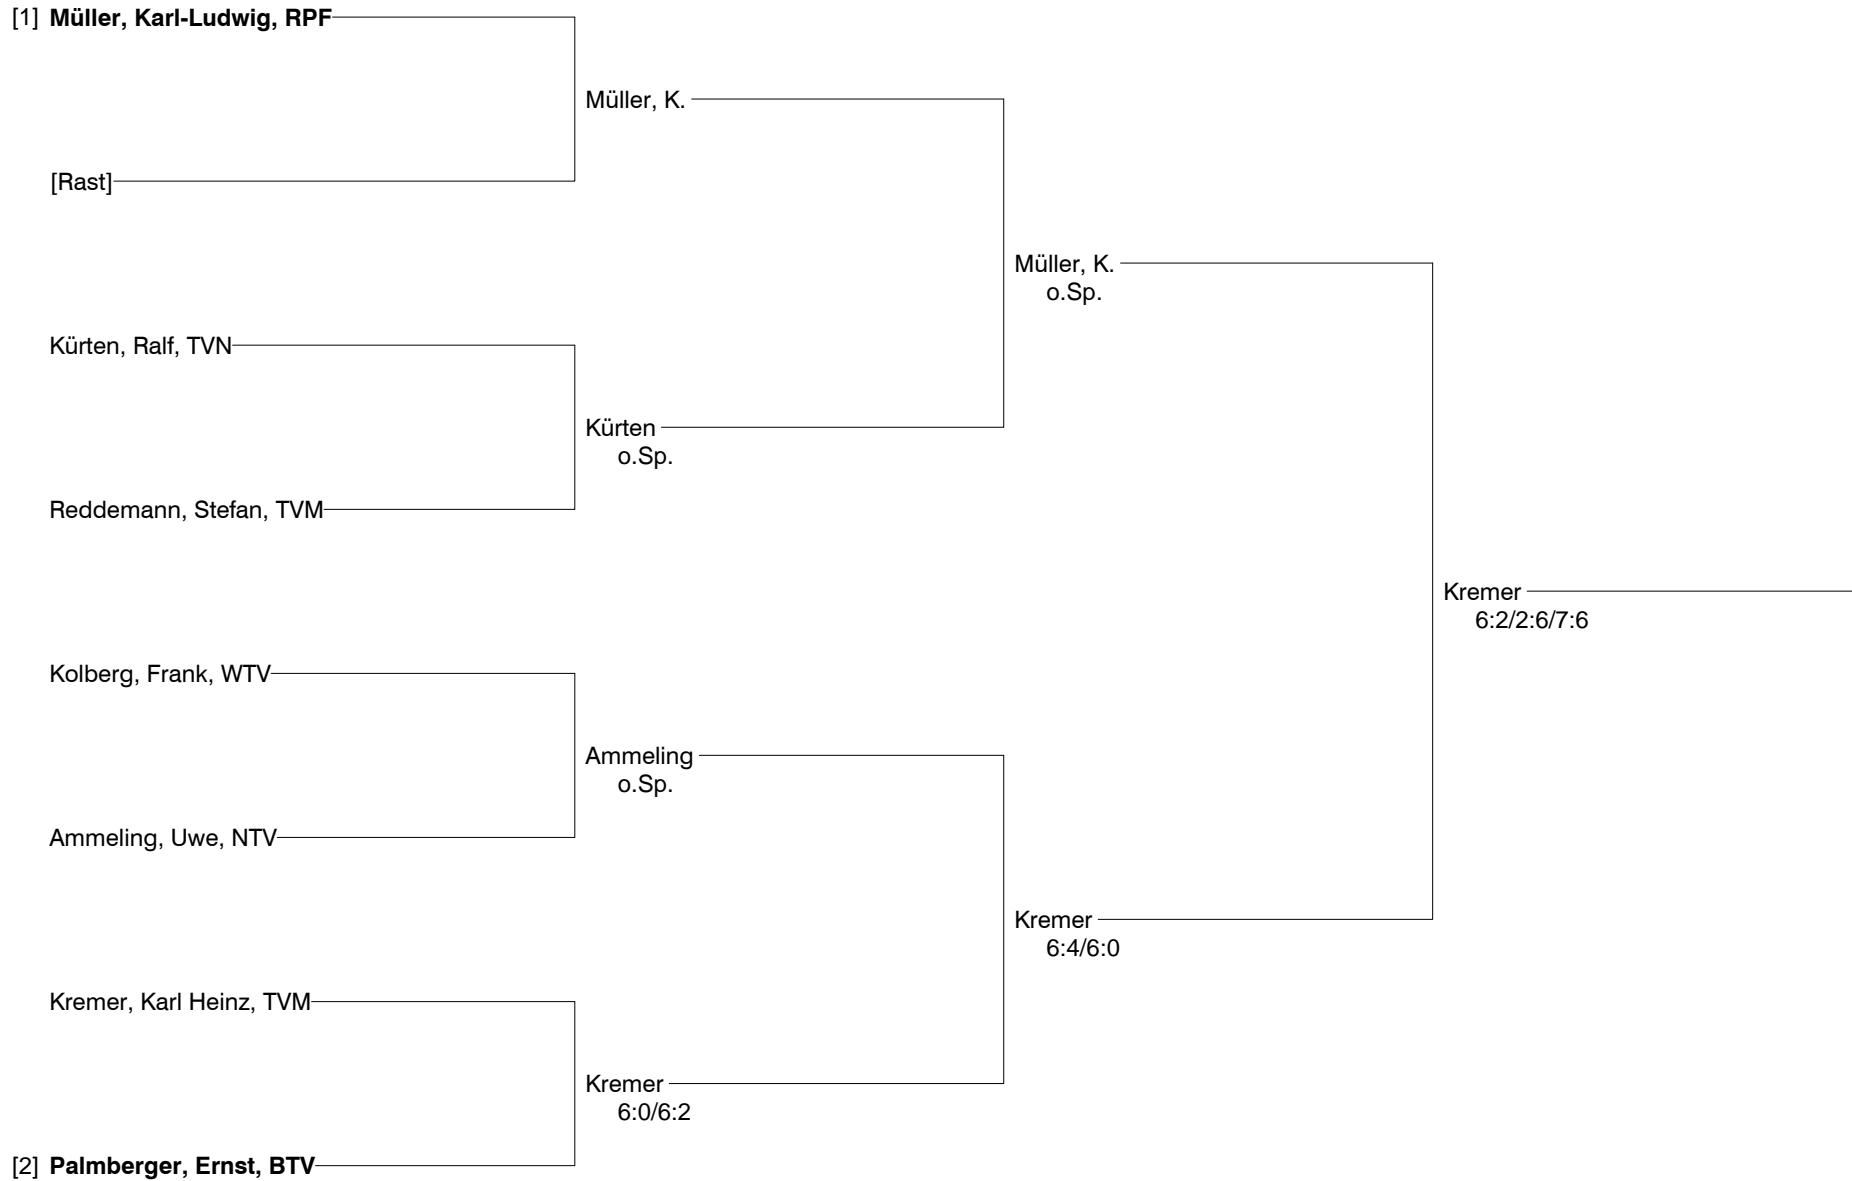 [1] Müller, Karl-Ludwig, RPF
Müller, K.
[Rast]
Müller, K.
o.Sp.
Kürten, Ralf, TVN
Kürten
o.Sp.
Reddemann, Stefan, TVM
Kremer
6:2/2:6/7:6
Kolberg, Frank, WTV
Ammeling
o.Sp.
Ammeling, Uwe, NTV
Kremer
6:4/6:0
Kremer, Karl Heinz, TVM
Kremer
6:0/6:2
[2] Palmberger, Ernst, BTV